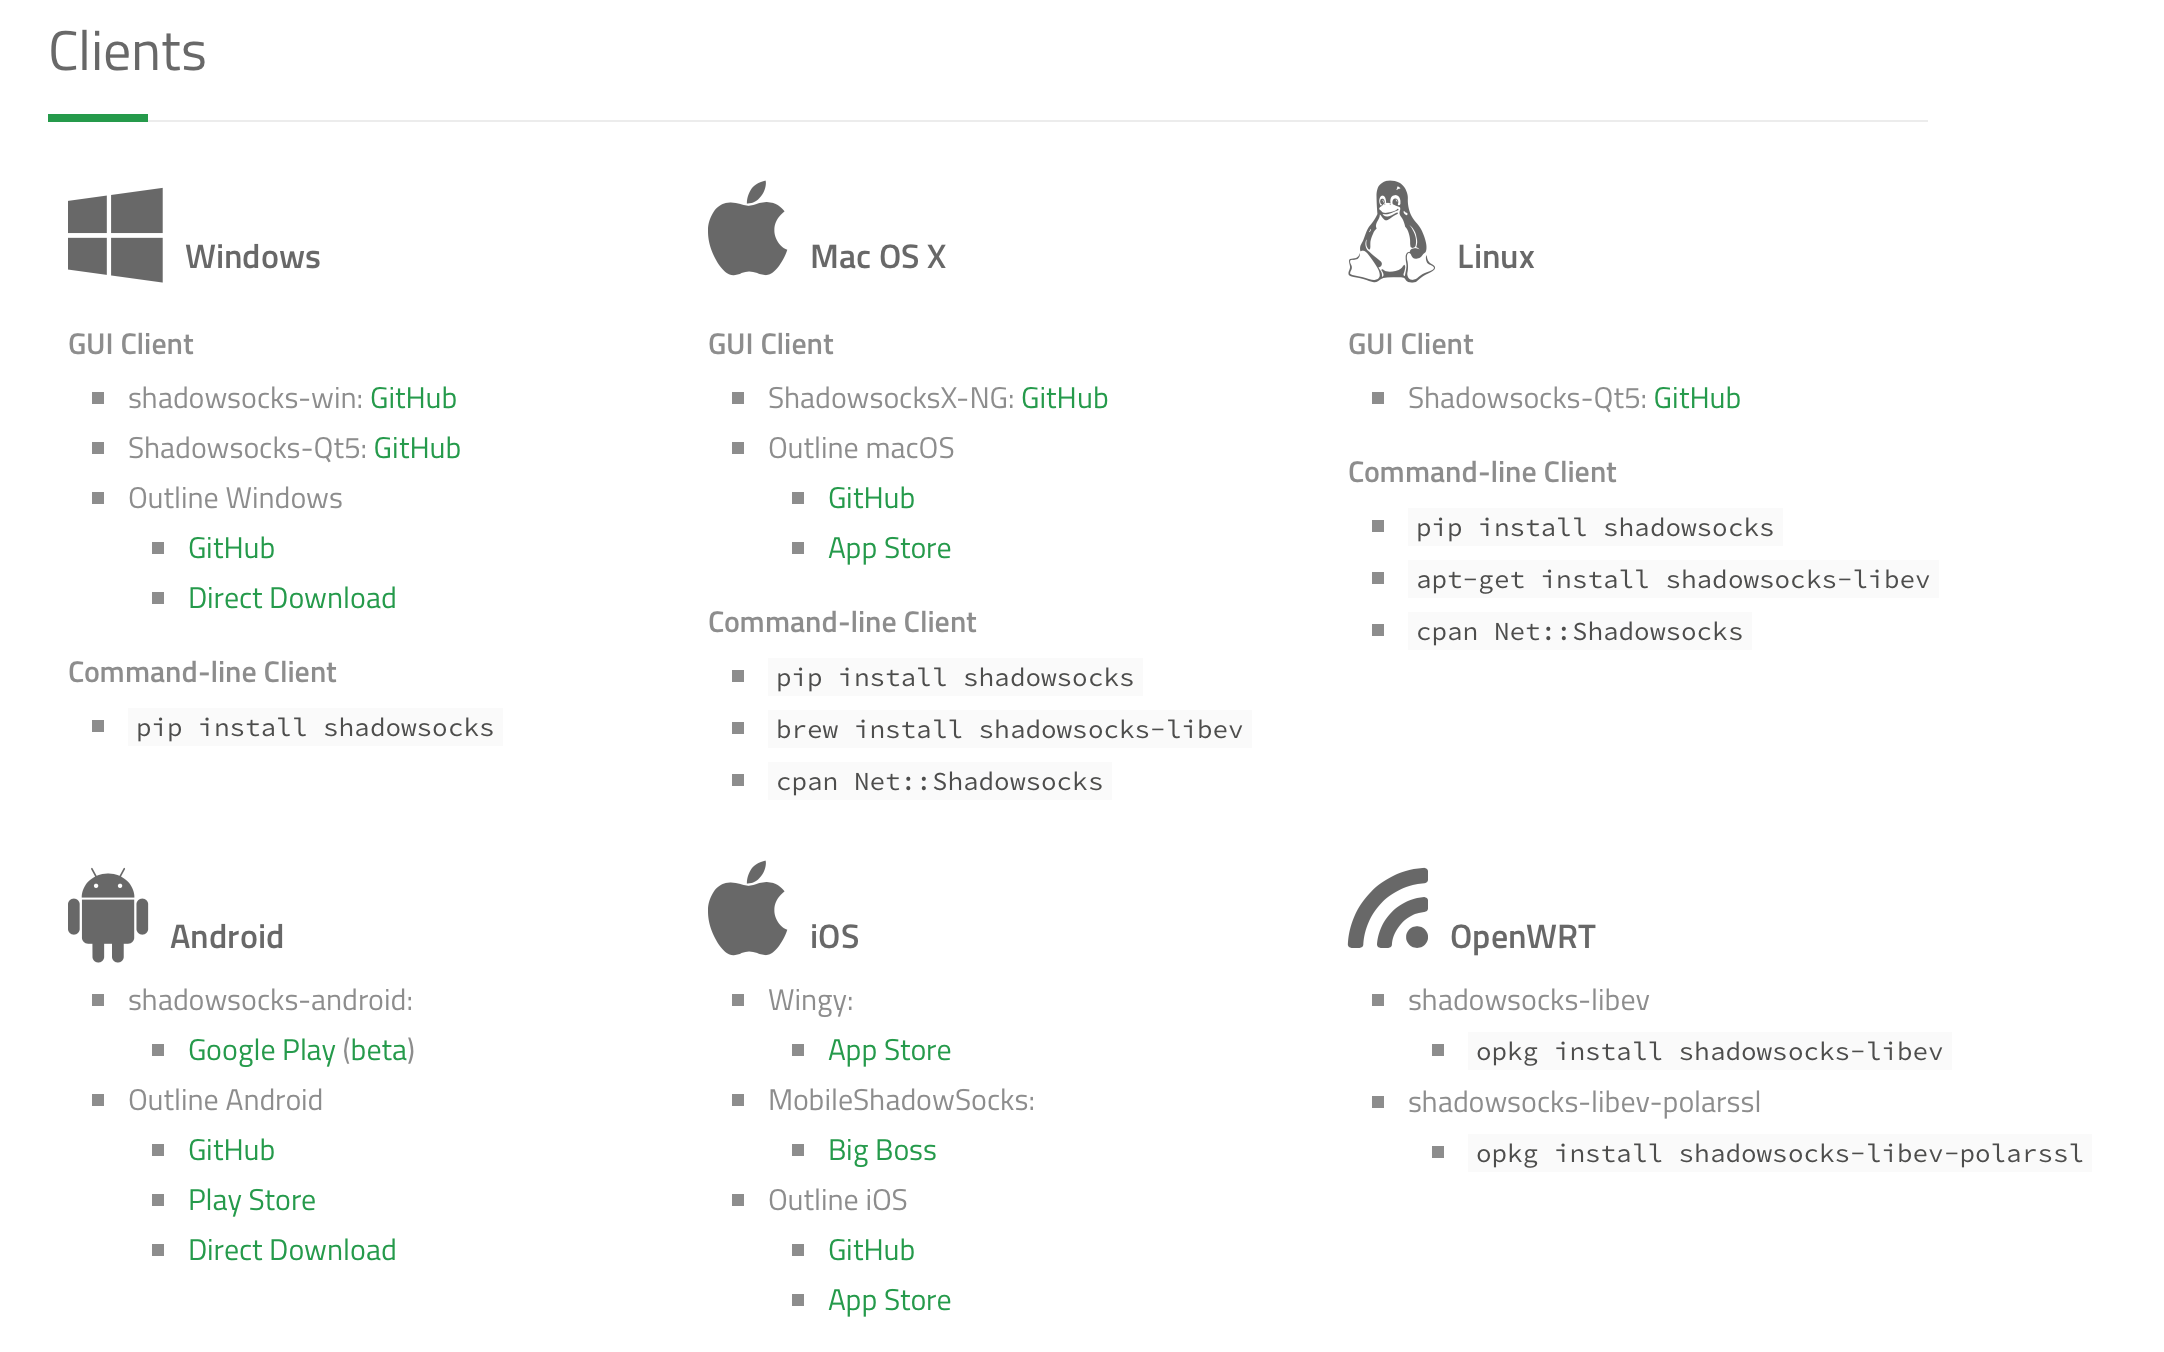 Clients
Windows
GUI Client
shadowsocks-win: GitHub
Shadowsocks-Qt5: GitHub
Outline Windows
GitHub
Direct Download
Command-line Client
pip install shadowsocks
Mac OS X
GUI Client
ShadowsocksX-NG: GitHub
Outline macOS
GitHub
App Store
Command-line Client
pip install shadowsocks
brew install shadowsocks-libev
cpan Net::Shadowsocks
Linux
GUI Client
Shadowsocks-Qt5: GitHub
Command-line Client
pip install shadowsocks
apt-get install shadowsocks-libev
cpan Net::Shadowsocks
Android
shadowsocks-android:
Google Play (beta)
Outline Android
GitHub
Play Store
Direct Download
iOS
Wingy:
App Store
MobileShadowSocks:
Big Boss
Outline iOS
GitHub
App Store
OpenWRT
shadowsocks-libev
opkg install shadowsocks-libev
shadowsocks-libev-polarssl
opkg install shadowsocks-libev-polarssl